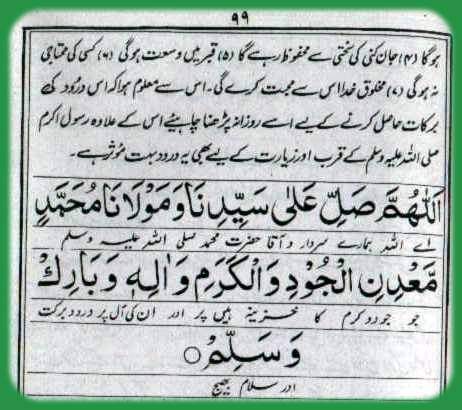 ۹۹
ہوگا (۴) جان کنی کی سختی سے محفوظ رہے گا (۵) قبر میں وسعت ہوگی (۶) کسی کی محتاجی
نہ ہوگی (۷) مخلوق خدا اس سے محبت کرے گی۔ اس سے معلوم ہوا کہ اس درود کی
برکات حاصل کرنے کے لیے اسے روزانہ پڑھنا چاہیئے اس کے علاوہ رسول اکرم
صلی اللہ علیہ وسلم کے قرب اور زیارت کے لیے بھی یہ درود بہت مؤثر ہے۔
اَللّٰهُمَّ صَلِّ عَلٰى سَيِّدِنَا وَمَوْلَانَا مُحَمَّدٍ
اے اللہ ہمارے سردار و آقا حضرت محمد صلی اللہ علیہ وسلم
مَّعْدِنِ الْجُوْدِ وَالْكَرَمِ وَاٰلِهٖ وَبَارِكْ
جو جود و کرم کا خزینہ ہیں پر اور ان کی آل پر درود برکت
وَسَلِّمْ ○
اور سلام بھیج